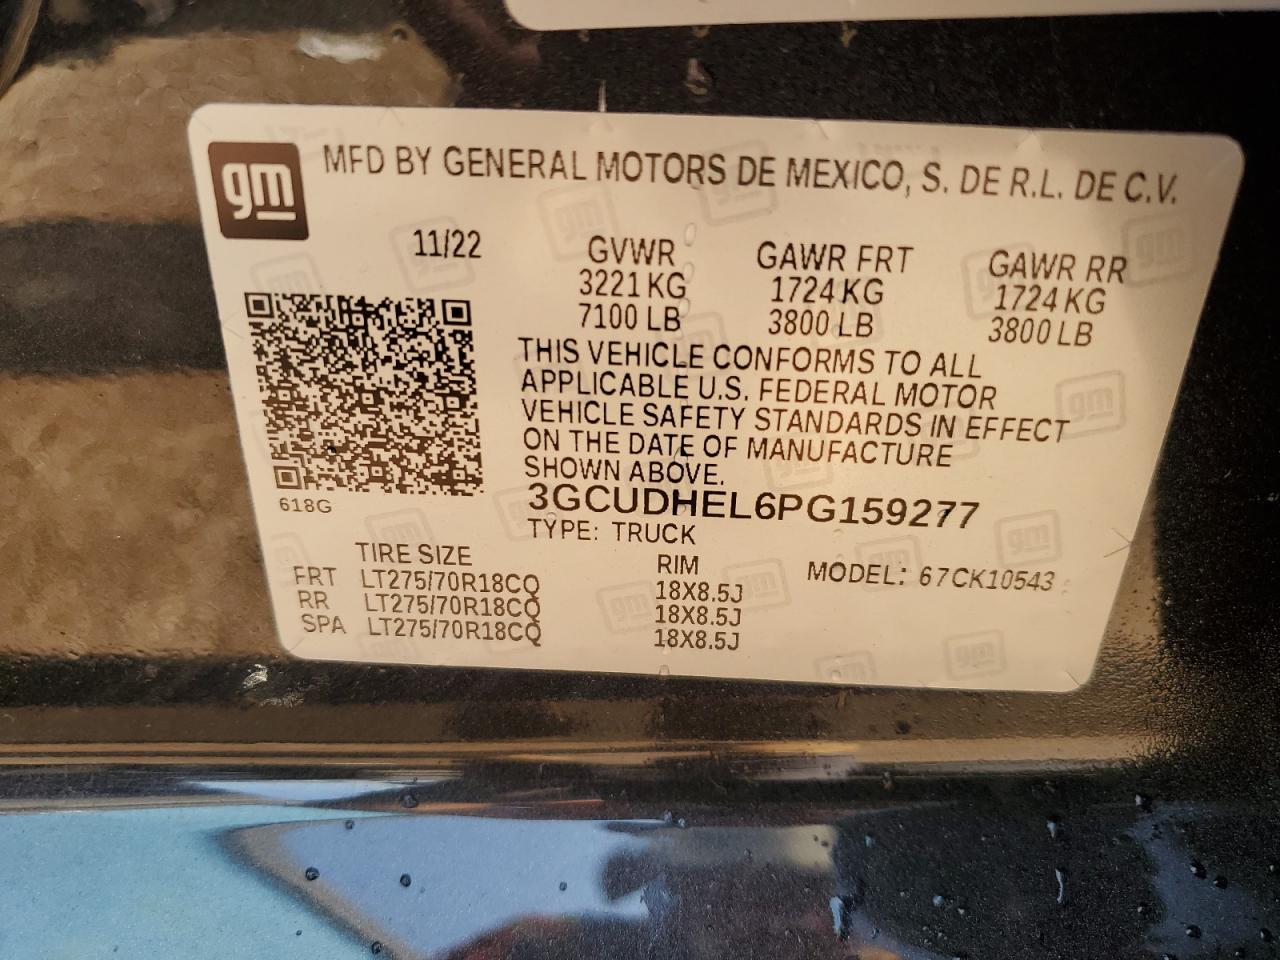 gm MFD BY GENERAL MOTORS DE MEXICO, S. DE R.L. DE C.V.
11/22 GVWR GAWR FRT GAWR RR
3221 KG 1724 KG 1724 KG
7100 LB 3800 LB 3800 LB
THIS VEHICLE CONFORMS TO ALL
APPLICABLE U.S. FEDERAL MOTOR
VEHICLE SAFETY STANDARDS IN EFFECT
ON THE DATE OF MANUFACTURE
SHOWN ABOVE.
618G
3GCUDHEL6PG159277
TYPE: TRUCK
TIRE SIZE RIM MODEL: 67CK10543
FRT LT275/70R18CQ 18X8.5J
RR LT275/70R18CQ 18X8.5J
SPA LT275/70R18CQ 18X8.5J